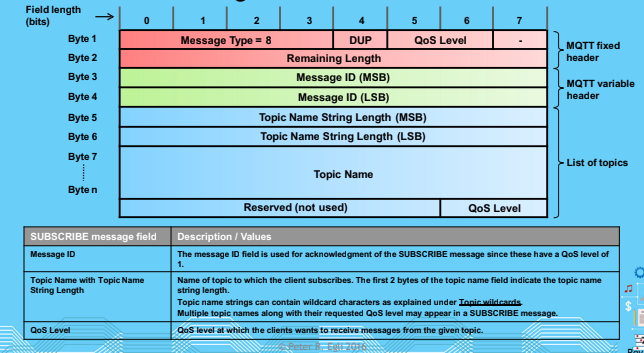 Field length
(bits)
0 1 2 3 4 5 6 7
Byte 1 Message Type = 8 DUP QoS Level -
MQTT fixed
header
Byte 2 Remaining Length
Byte 3 Message ID (MSB)
MQTT variable
header
Byte 4 Message ID (LSB)
Byte 5 Topic Name String Length (MSB)
Byte 6 Topic Name String Length (LSB)
Byte 7
Topic Name
List of topics
Byte n
Reserved (not used) QoS Level
SUBSCRIBE message field Description / Values
Message ID The message ID field is used for acknowledgment of the SUBSCRIBE message since these have a QoS level of
1.
Topic Name with Topic Name Name of topic to which the client subscribes. The first 2 bytes of the topic name field indicate the topic name
String Length string length.
Topic name strings can contain wildcard characters as explained under Topic wildcards.
Multiple topic names along with their requested QoS level may appear in a SUBSCRIBE message.
QoS Level QoS level at which the clients wants to receive messages from the given topic.
© Peter R. Egli 2016